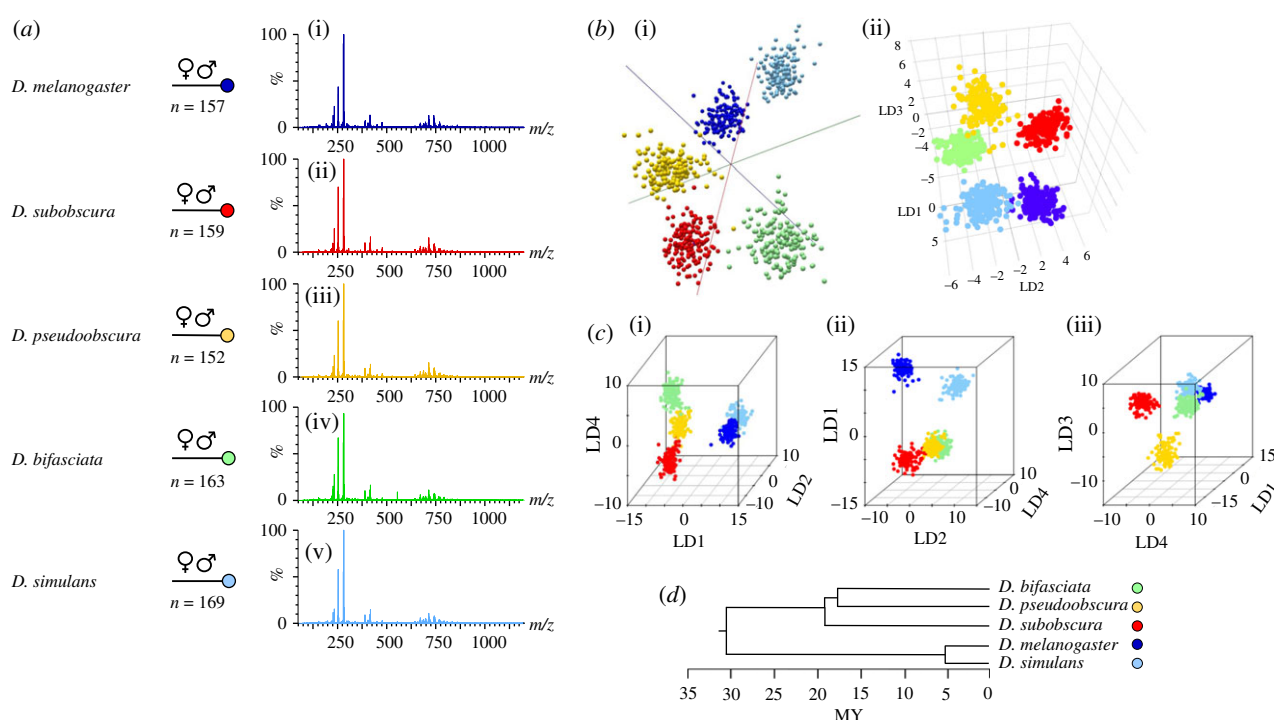 (a)
D. melanogaster
♀♂
n = 157
(i)
100
%
0
250 500 750 1000
m/z
D. subobscura
♀♂
n = 159
(ii)
100
%
0
250 500 750 1000
m/z
D. pseudoobscura
♀♂
n = 152
(iii)
100
%
0
250 500 750 1000
m/z
D. bifasciata
♀♂
n = 163
(iv)
100
%
0
250 500 750 1000
m/z
D. simulans
♀♂
n = 169
(v)
100
%
0
250 500 750 1000
m/z
(b)
(i)
(ii)
8
6
4
2
0
−2
−4
LD3
−5
0
5
LD1
−6 −4 −2 −2 2 4 6
LD2
(c)
(i)
10
0
−10
LD4
−15 0 15
LD1
−10 0 10
LD2
(ii)
15
0
−15
LD1
−10 0 10
LD2
−10 0 10
LD4
(iii)
10
0
−10
LD3
−10 0 10
LD4
−15 0 15
LD1
(d)
D. bifasciata
D. pseudoobscura
D. subobscura
D. melanogaster
D. simulans
35 30 25 20 15 10 5 0
MY